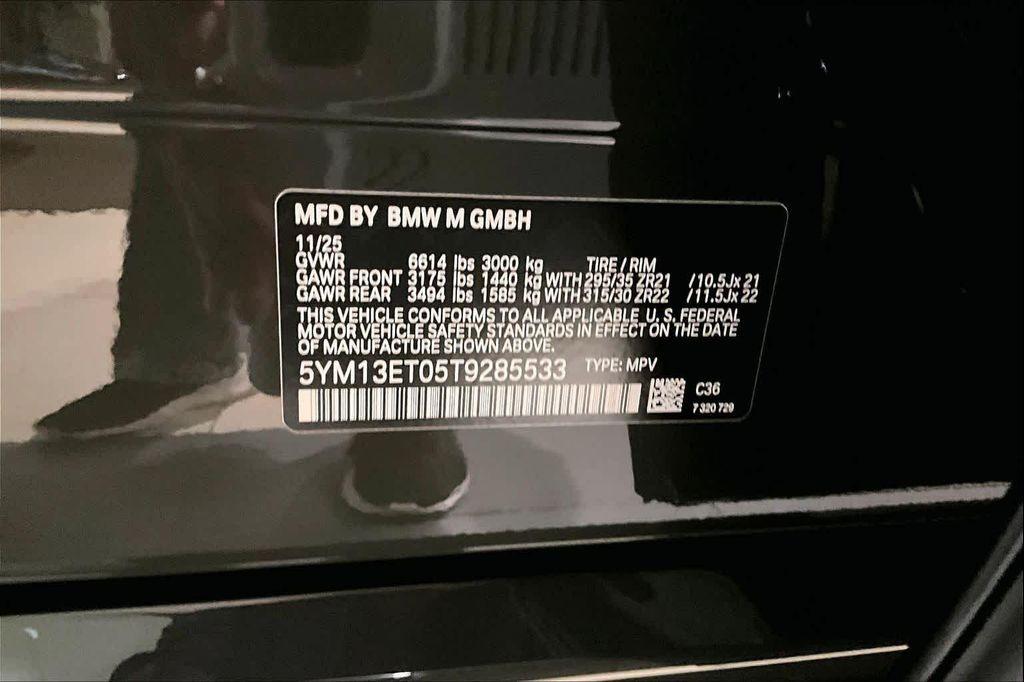 MFD BY BMW M GMBH
11/25
GVWR 6614 lbs 3000 kg TIRE / RIM
GAWR FRONT 3175 lbs 1440 kg WITH 295/35 ZR21 / 10.5Jx 21
GAWR REAR 3494 lbs 1585 kg WITH 315/30 ZR22 / 11.5Jx 22
THIS VEHICLE CONFORMS TO ALL APPLICABLE U. S. FEDERAL
MOTOR VEHICLE SAFETY STANDARDS IN EFFECT ON THE DATE
OF MANUFACTURE SHOWN ABOVE.
5YM13ET05T9285533 TYPE: MPV
C36
7 320 729